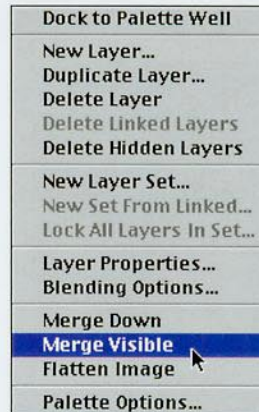 Dock to Palette Well
New Layer...
Duplicate Layer...
Delete Layer
Delete Linked Layers
Delete Hidden Layers
New Layer Set...
New Set From Linked...
Lock All Layers In Set...
Layer Properties...
Blending Options...
Merge Down
Merge Visible
Flatten Image
Palette Options...